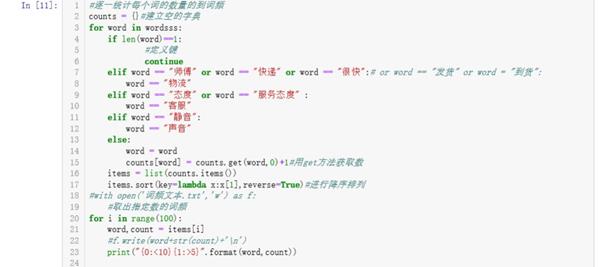 In [11]:
1 #逐一统计每个词的数量的到词频
2 counts = {}#建立空的字典
3 for word in wordsss:
4 if len(word)==1:
5 #定义键
6 continue
7 elif word == "师傅" or word == "快递" or word == "很快":# or word == "发货" or word = "到货":
8 word == "物流"
9 elif word == "态度" or word == "服务态度" :
10 word == "客服"
11 elif word == "静音":
12 word == "声音"
13 else:
14 word = word
15 counts[word] = counts.get(word,0)+1#用get方法获取数
16 items = list(counts.items())
17 items.sort(key=lambda x:x[1],reverse=True)#进行降序排列
18 #with open('词频文本.txt','w') as f:
19 #取出指定数的词频
20 for i in range(100):
21 word,count = items[i]
22 #f.write(word+str(count)+'\n')
23 print("{0:<10}{1:>5}".format(word,count))